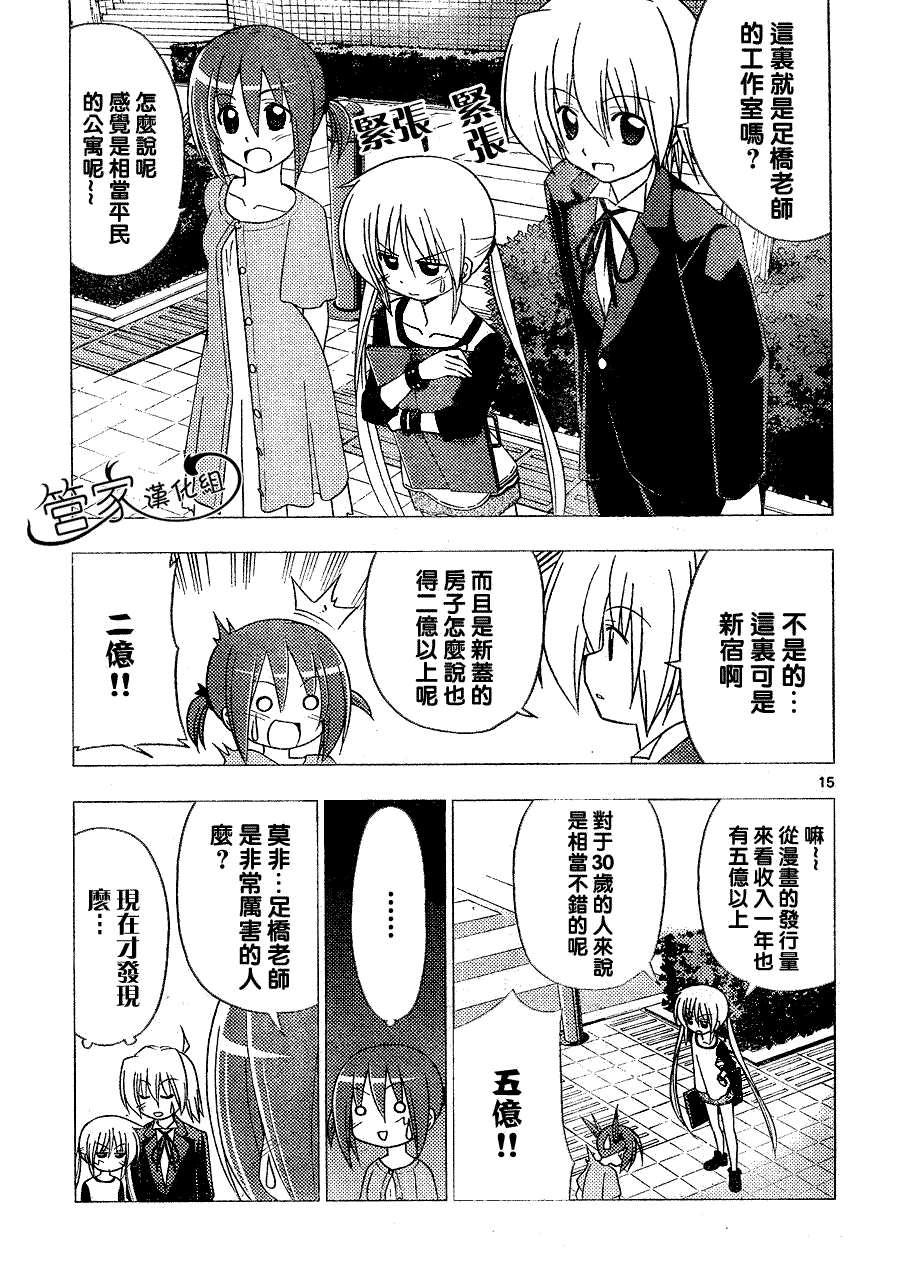 這裏就是足橋老師
的工作室嗎?
緊張
緊張
怎麼說呢
感覺是相當平民
的公寓呢~
管家
漢化組
不是的…
這裏可是
新宿啊
而且是新蓋的
房子怎麼說也
得二億以上呢
二億!!
15
嘛~
從漫畫的發行量
來看收入一年也
有五億以上
對于30歲的人來說
是相當不錯的呢
五億!!
……
莫非…足橋老師
是非常厲害的人
麼?
現在才發現
麼…